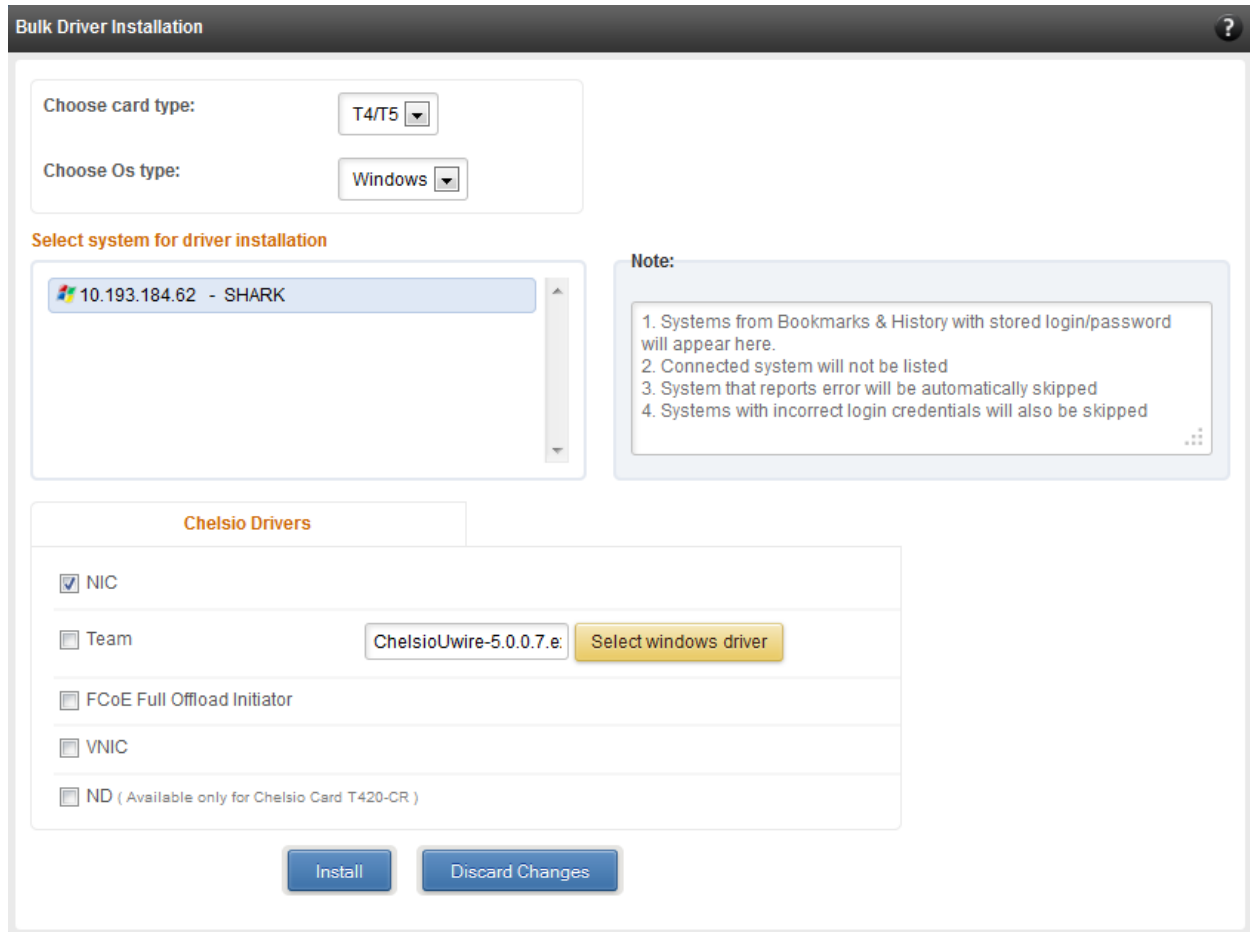 Bulk Driver Installation
?
Choose card type:
T4/T5
Choose Os type:
Windows
Select system for driver installation
10.193.184.62 - SHARK
Note:
1. Systems from Bookmarks & History with stored login/password
will appear here.
2. Connected system will not be listed
3. System that reports error will be automatically skipped
4. Systems with incorrect login credentials will also be skipped
Chelsio Drivers
NIC
Team
ChelsioUwire-5.0.0.7.e
Select windows driver
FCoE Full Offload Initiator
VNIC
ND ( Available only for Chelsio Card T420-CR )
Install
Discard Changes